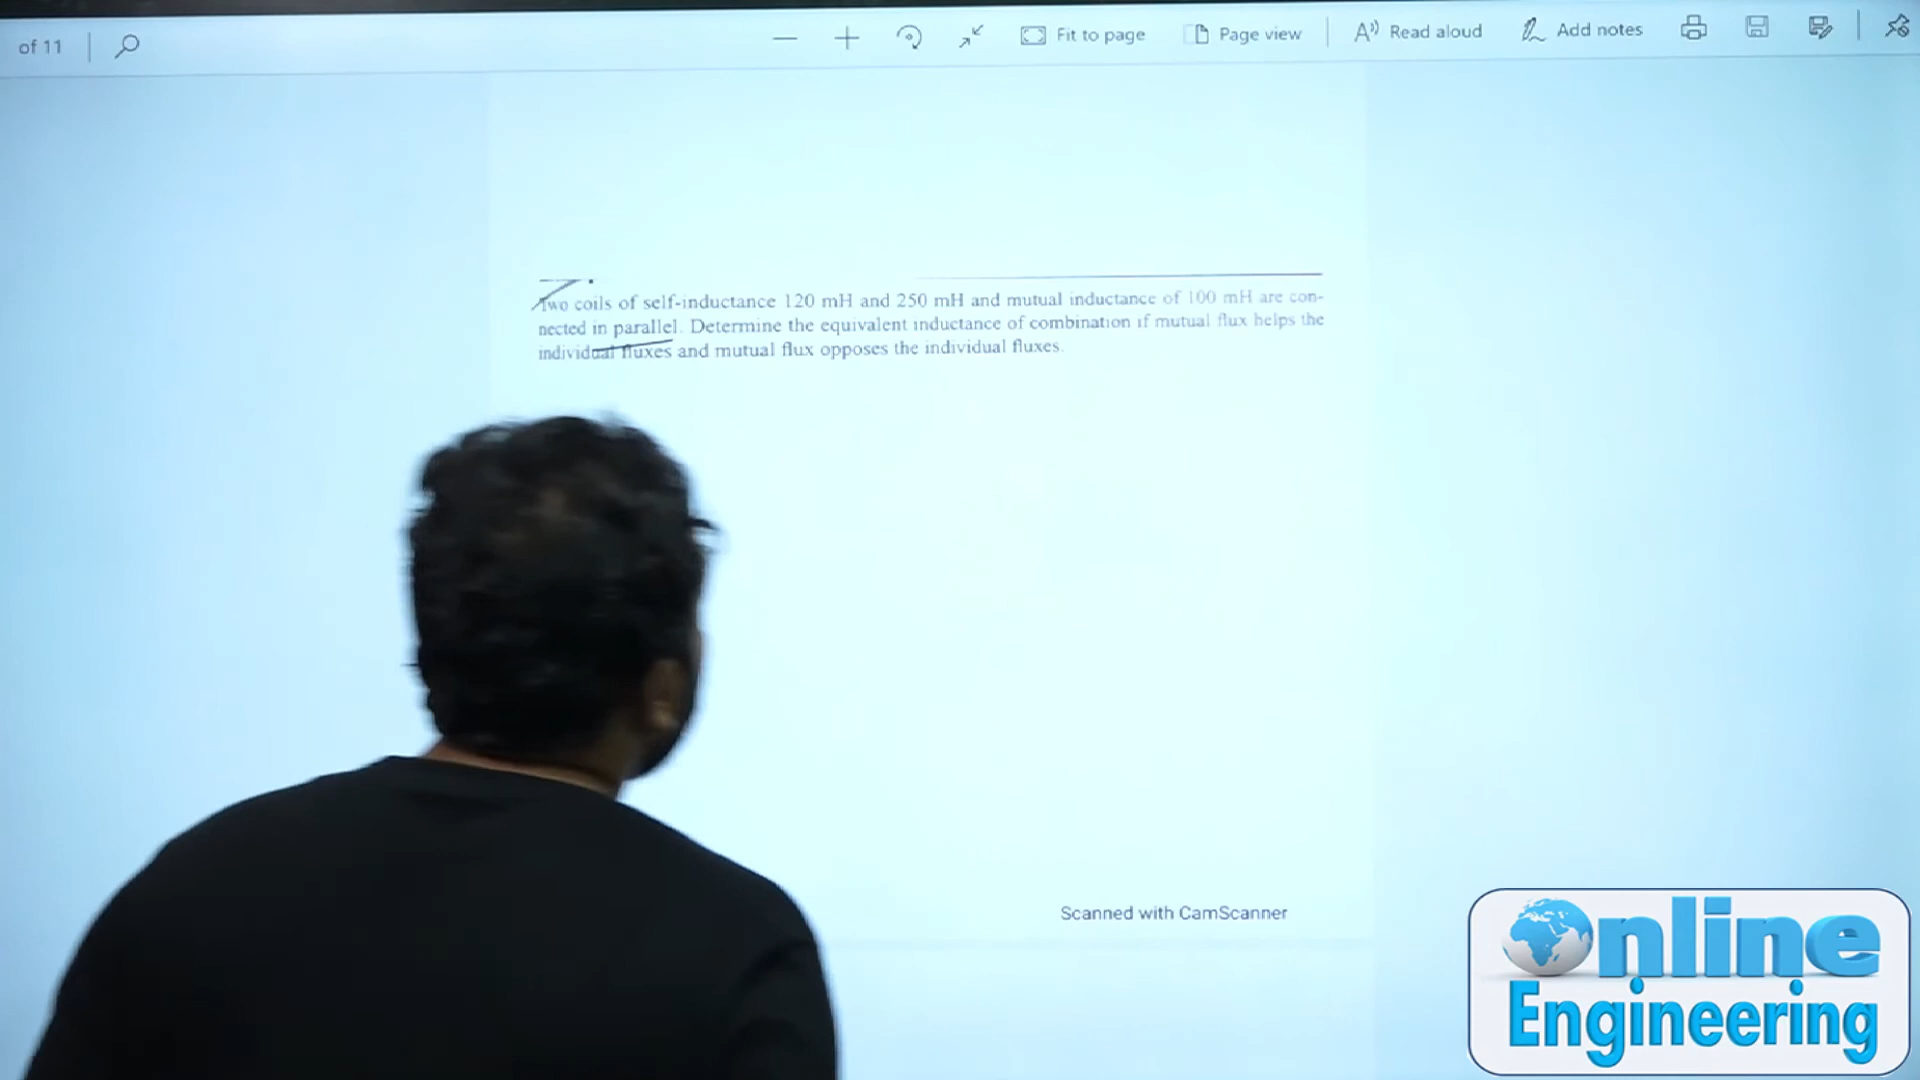 of 11
Fit to page
Page view
Read aloud
Add notes
Two coils of self-inductance 120 mH and 250 mH and mutual inductance of 100 mH are con-
nected in parallel. Determine the equivalent inductance of combination if mutual flux helps the
individual fluxes and mutual flux opposes the individual fluxes.
Scanned with CamScanner
Online
Engineering